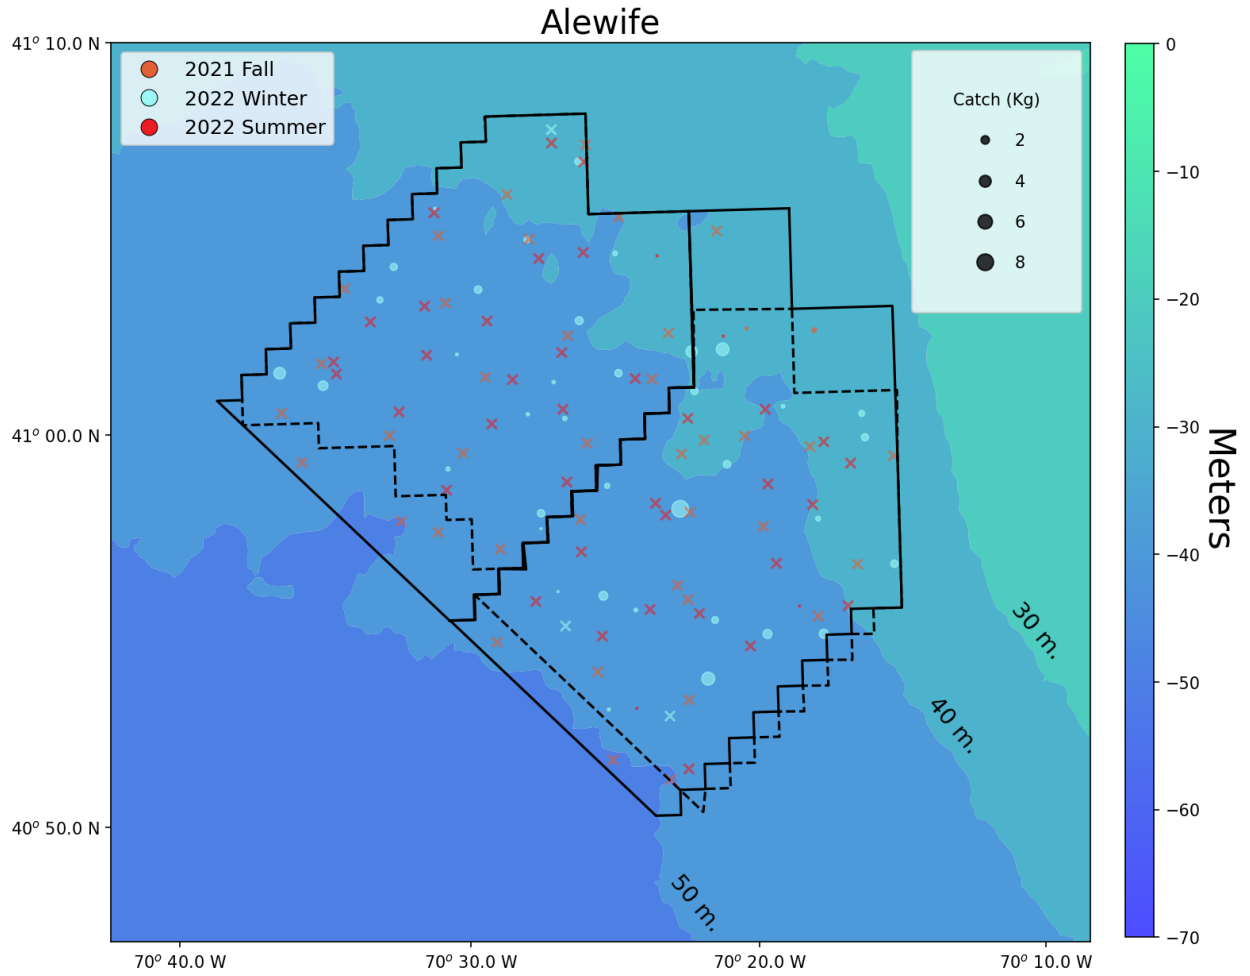 Alewife
41° 10.0 N
41° 00.0 N
40° 50.0 N
2021 Fall
2022 Winter
2022 Summer
Catch (Kg)
2
4
6
8
30 m.
40 m.
50 m.
70° 40.0 W
70° 30.0 W
70° 20.0 W
70° 10.0 W
0
−10
−20
−30
−40
−50
−60
−70
Meters